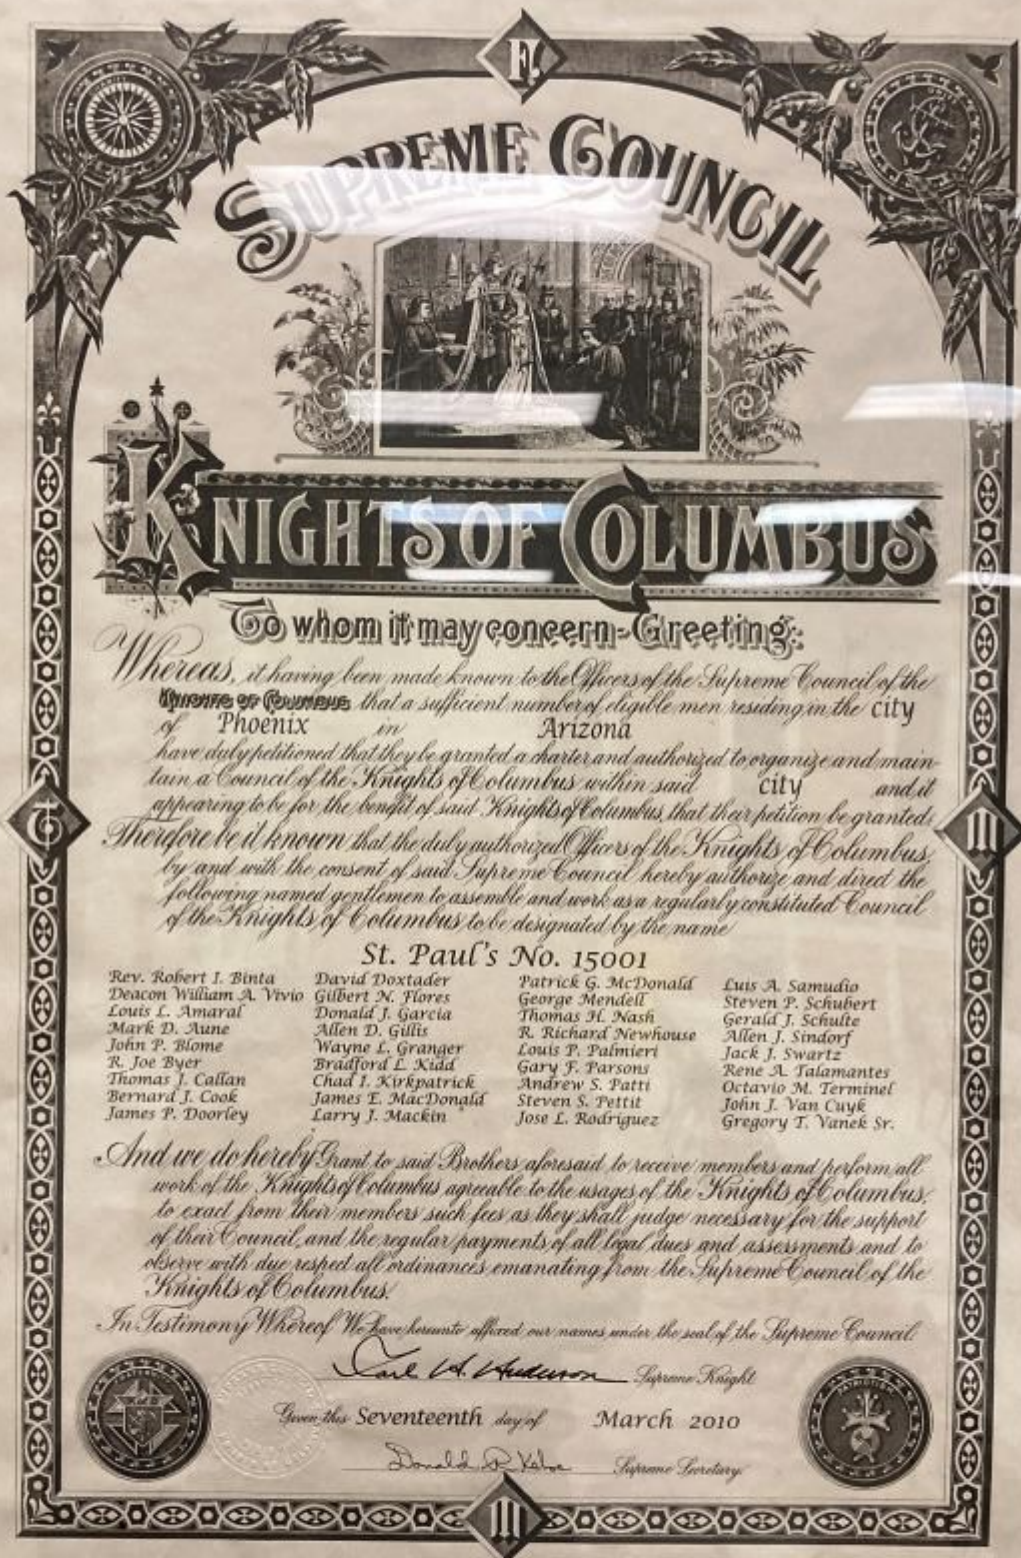 F.
SUPREME COUNCIL
KNIGHTS OF COLUMBUS
To whom it may concern-Greeting:
Whereas, it having been made known to the Officers of the Supreme Council of the
KNIGHTS OF COLUMBUS that a sufficient number of eligible men residing in the city
of Phoenix in Arizona
have duly petitioned that they be granted a charter and authorized to organize and main-
tain a Council of the Knights of Columbus within said city and it
appearing to be for the benefit of said Knights of Columbus, that their petition be granted,
Therefore be it known that the duly authorized Officers of the Knights of Columbus,
by and with the consent of said Supreme Council hereby authorize and direct the
following named gentlemen to assemble and work as a regularly constituted Council
of the Knights of Columbus to be designated by the name
St. Paul's No. 15001
Rev. Robert I. Binta David Doxtader Patrick G. McDonald Luis A. Samudio
Deacon William A. Vivio Gilbert N. Flores George Mendell Steven P. Schubert
Louis L. Amaral Donald J. Garcia Thomas H. Nash Gerald J. Schulte
Mark D. Aune Allen D. Gillis R. Richard Newhouse Allen J. Sindorf
John P. Blome Wayne L. Granger Louis P. Palmieri Jack J. Swartz
R. Joe Byer Bradford L. Kidd Gary F. Parsons Rene A. Talamantes
Thomas J. Callan Chad I. Kirkpatrick Andrew S. Patti Octavio M. Terminel
Bernard J. Cook James E. MacDonald Steven S. Pettit John J. Van Cuyk
James P. Doorley Larry J. Mackin Jose L. Rodriguez Gregory T. Vanek Sr.
And we do hereby Grant to said Brothers aforesaid to receive members and perform all
work of the Knights of Columbus agreeable to the usages of the Knights of Columbus,
to exact from their members such fees as they shall judge necessary for the support
of their Council, and the regular payments of all legal dues and assessments and to
observe with due respect all ordinances emanating from the Supreme Council of the
Knights of Columbus.
In Testimony Whereof We have hereunto affixed our names under the seal of the Supreme Council.
Carl A. Anderson Supreme Knight
Given this Seventeenth day of March 2010
Donald R. Kehoe Supreme Secretary